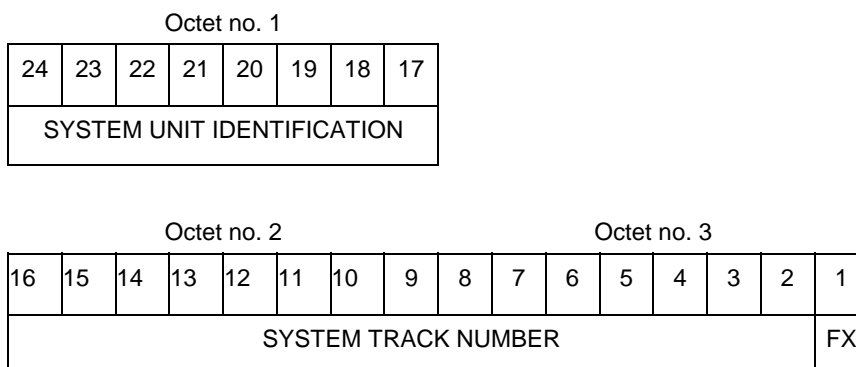 Octet no. 1
24 23 22 21 20 19 18 17
SYSTEM UNIT IDENTIFICATION
Octet no. 2 Octet no. 3
16 15 14 13 12 11 10 9 8 7 6 5 4 3 2 1
SYSTEM TRACK NUMBER FX